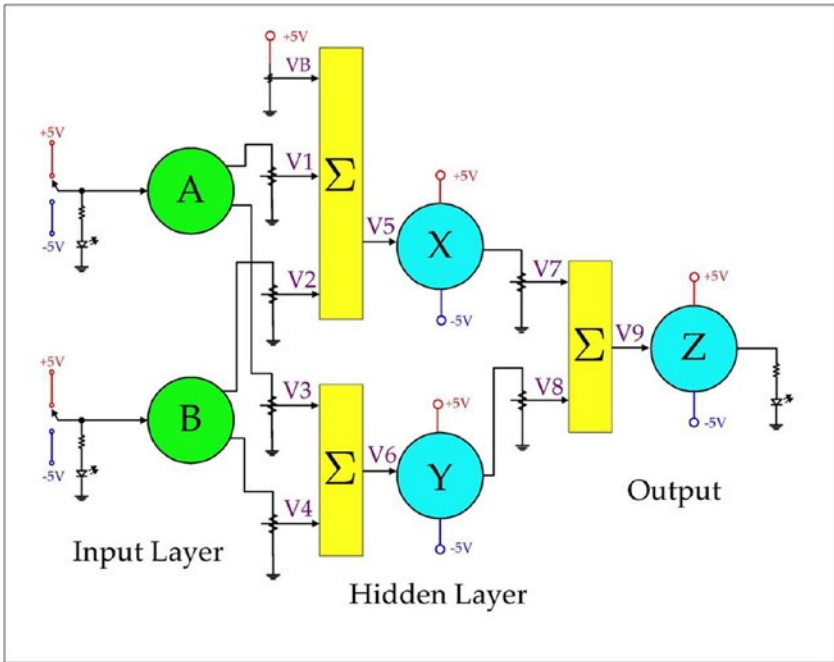 +5V
VB
+5V
V1
A
Σ
+5V
-5V
V5
X
V2
V7
-5V
+5V
Σ
V9
Z
+5V
B
V3
+5V
V8
-5V
-5V
Σ
V6
Y
V4
Output
-5V
Input Layer
Hidden Layer